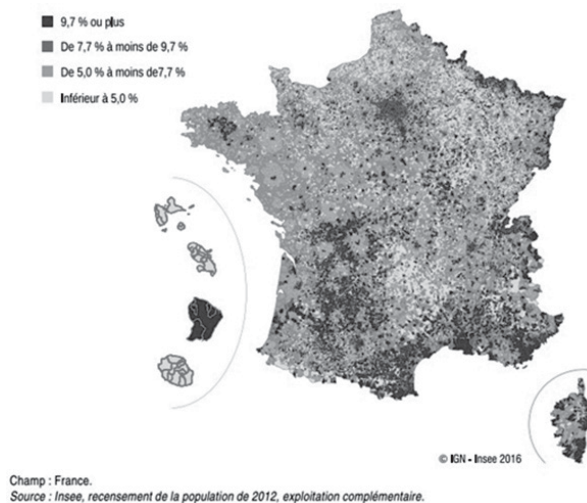 9,7 % ou plus
De 7,7 % à moins de 9,7 %
De 5,0 % à moins de7,7 %
Inférieur à 5,0 %
© IGN - Insee 2016
Champ : France.
Source : Insee, recensement de la population de 2012, exploitation complémentaire.